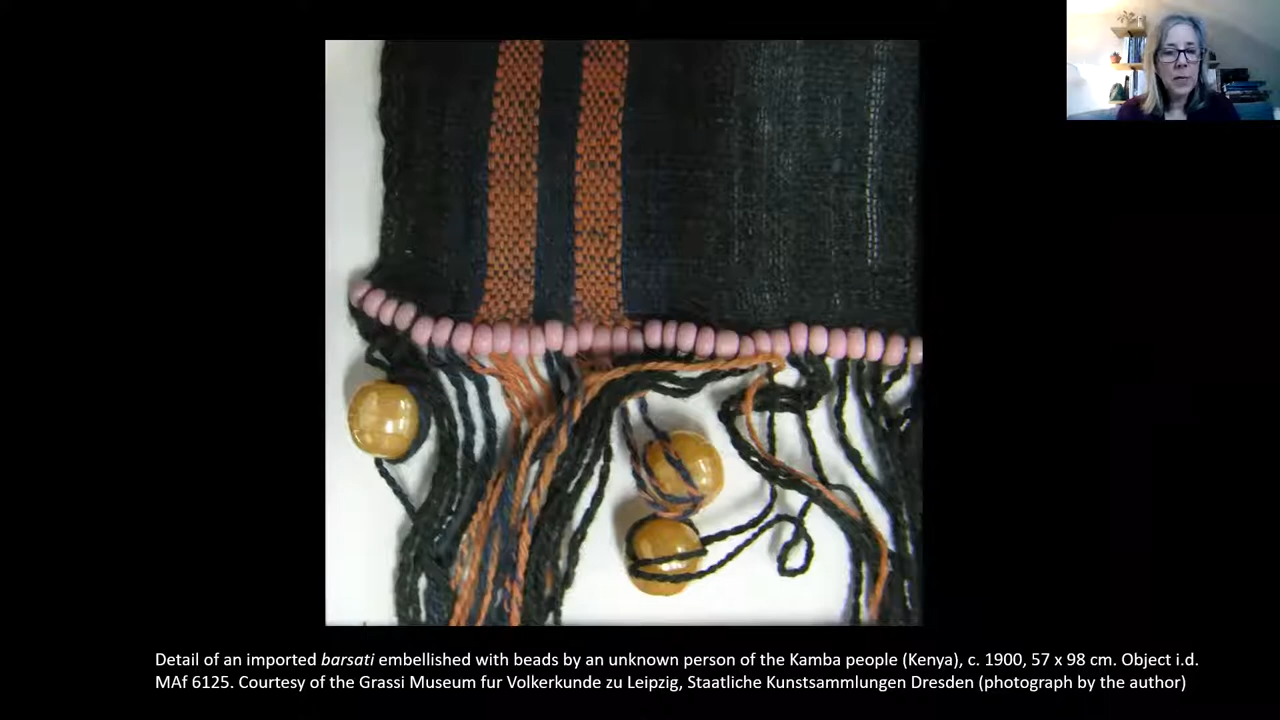 Detail of an imported barsati embellished with beads by an unknown person of the Kamba people (Kenya), c. 1900, 57 x 98 cm. Object i.d.
MAf 6125. Courtesy of the Grassi Museum fur Volkerkunde zu Leipzig, Staatliche Kunstsammlungen Dresden (photograph by the author)